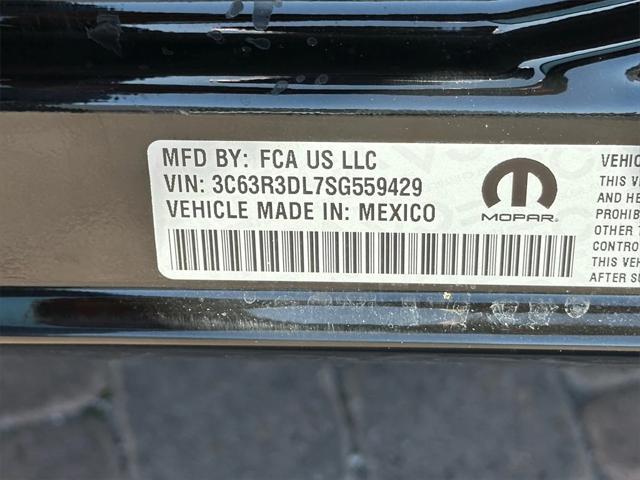 MFD BY: FCA US LLC
VIN: 3C63R3DL7SG559429
VEHICLE MADE IN: MEXICO
MOPAR
VEHIC
THIS V
AND HE
PROHIB
OTHER T
CONTRO
THIS VEH
AFTER SU